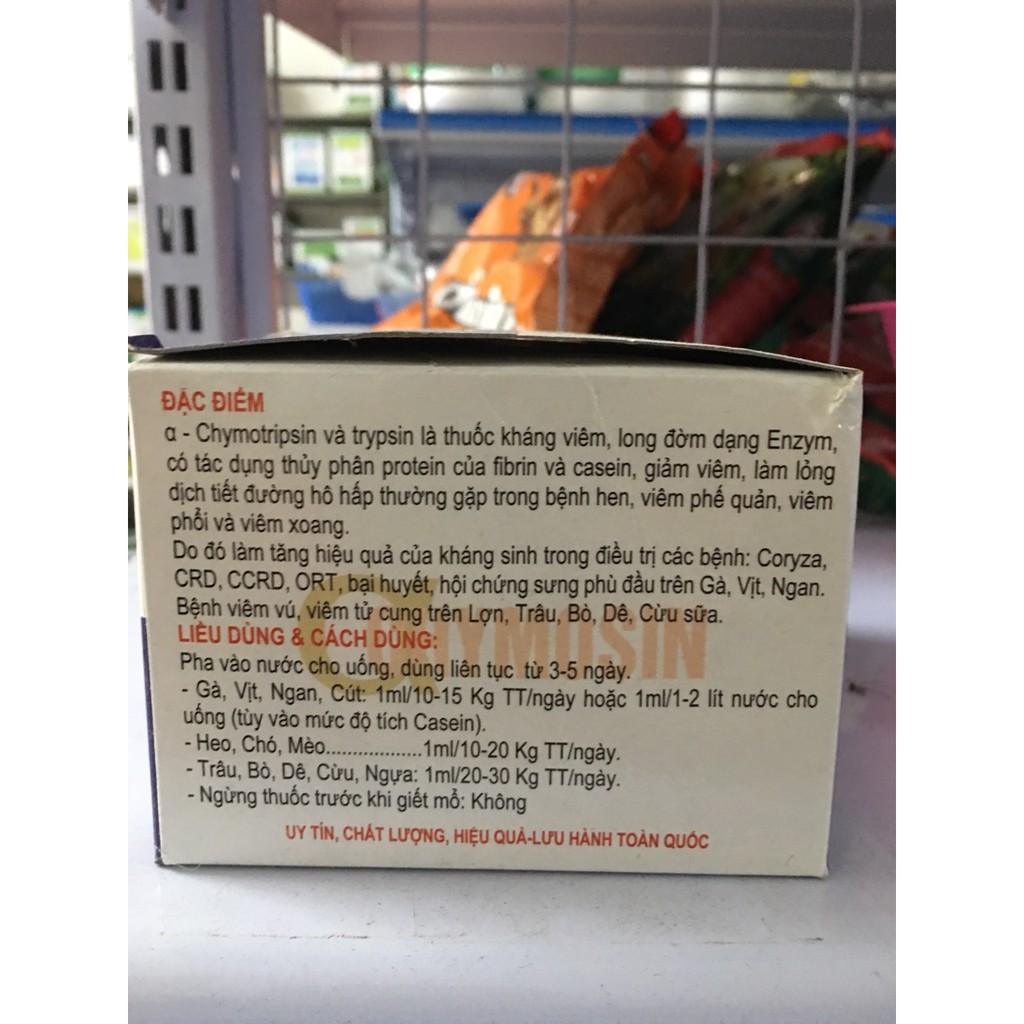 ĐẶC ĐIỂM
α - Chymotripsin và trypsin là thuốc kháng viêm, long đờm dạng Enzym,
có tác dụng thủy phân protein của fibrin và casein, giảm viêm, làm lỏng
dịch tiết đường hô hấp thường gặp trong bệnh hen, viêm phế quản, viêm
phổi và viêm xoang.
Do đó làm tăng hiệu quả của kháng sinh trong điều trị các bệnh: Coryza,
CRD, CCRD, ORT, bại huyết, hội chứng sưng phù đầu trên Gà, Vịt, Ngan.
Bệnh viêm vú, viêm tử cung trên Lợn, Trâu, Bò, Dê, Cừu sữa.
LIỀU DÙNG & CÁCH DÙNG:
Pha vào nước cho uống, dùng liên tục từ 3-5 ngày.
- Gà, Vịt, Ngan, Cút: 1ml/10-15 Kg TT/ngày hoặc 1ml/1-2 lít nước cho
uống (tùy vào mức độ tích Casein).
- Heo, Chó, Mèo..................1ml/10-20 Kg TT/ngày.
- Trâu, Bò, Dê, Cừu, Ngựa: 1ml/20-30 Kg TT/ngày.
- Ngừng thuốc trước khi giết mổ: Không
UY TÍN, CHẤT LƯỢNG, HIỆU QUẢ-LƯU HÀNH TOÀN QUỐC